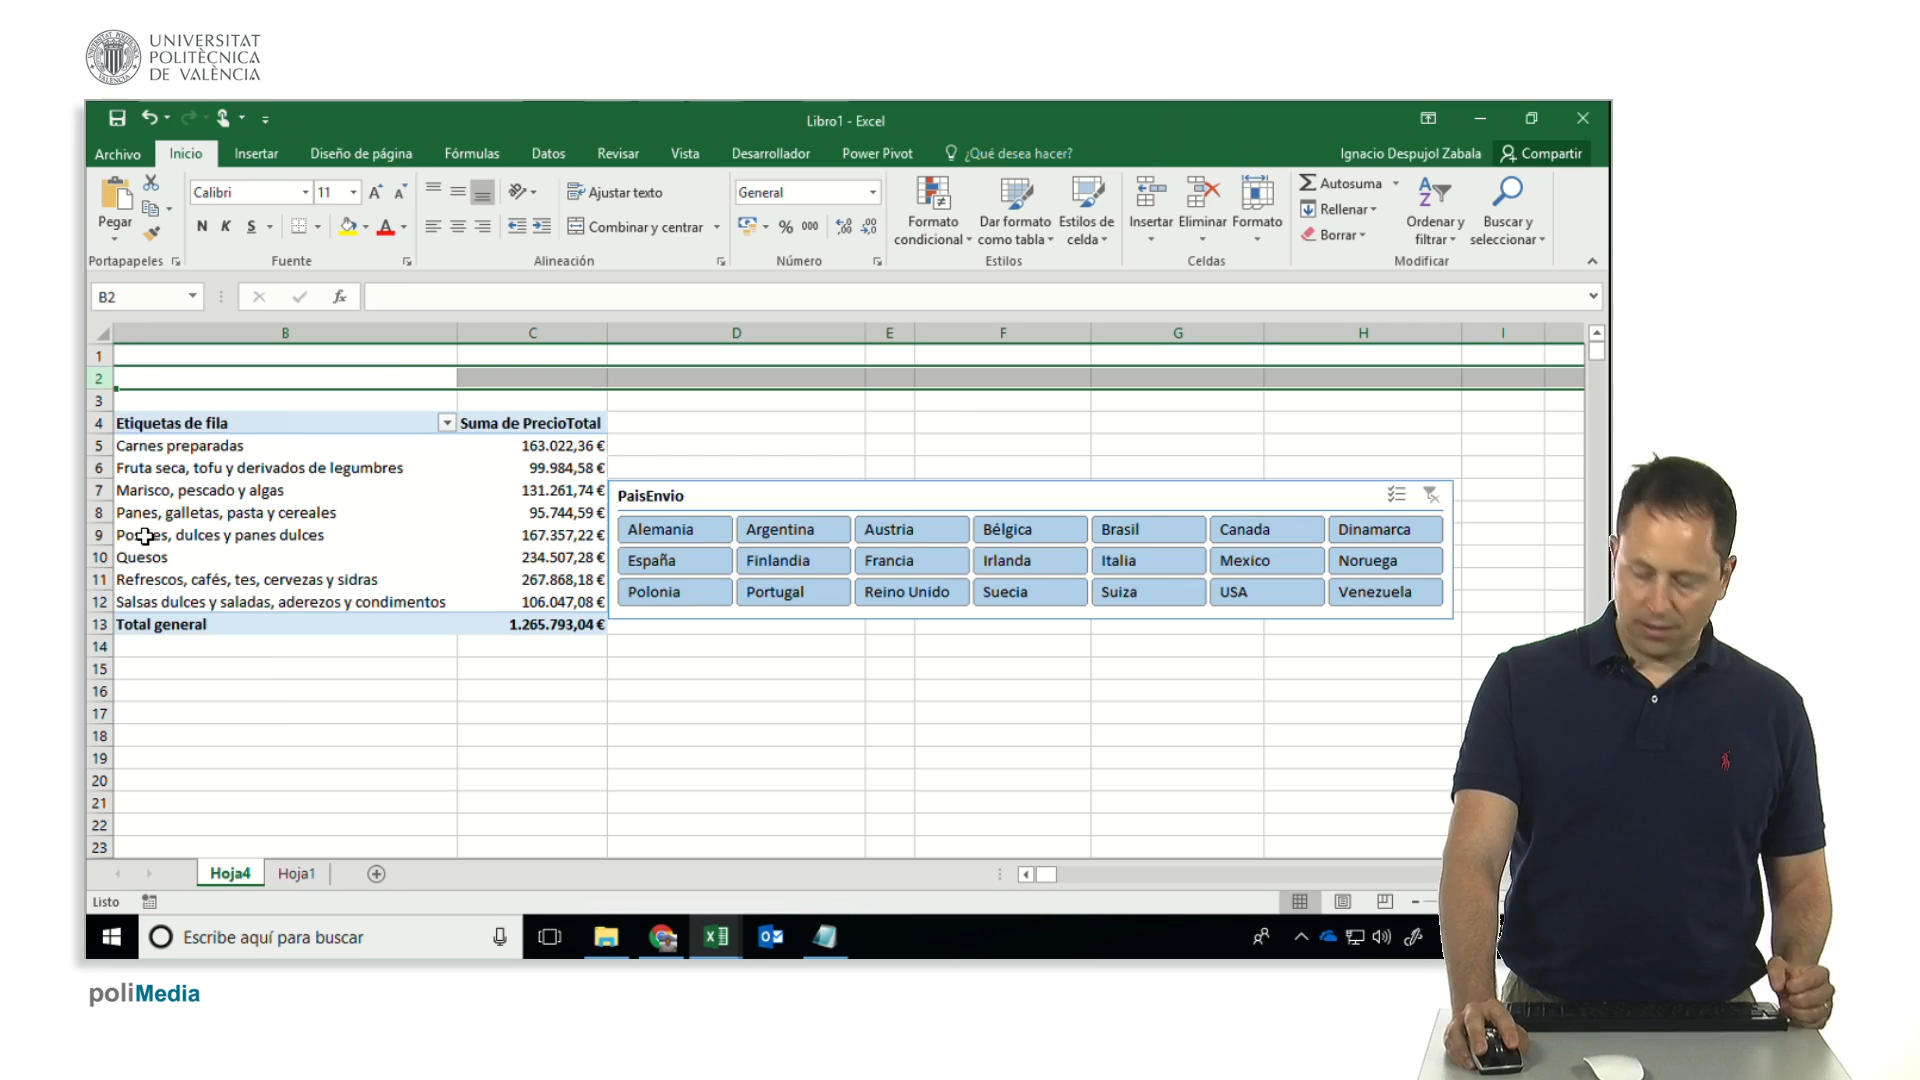 UNIVERSITAT
POLITÈCNICA
DE VALÈNCIA
Libro1 - Excel
Archivo Inicio Insertar Diseño de página Fórmulas Datos Revisar Vista Desarrollador Power Pivot ¿Qué desea hacer? Ignacio Despujol Zabala Compartir
Pegar
Calibri 11
N K S
Ajustar texto
Combinar y centrar
General
% 000
Formato condicional
Dar formato como tabla
Estilos de celda
Insertar Eliminar Formato
Autosuma
Rellenar
Borrar
Ordenar y filtrar
Buscar y seleccionar
Portapapeles Fuente Alineación Número Estilos Celdas Modificar
B2 fx
B C D E F G H I
1
2
3
4 Etiquetas de fila Suma de PrecioTotal
5 Carnes preparadas 163.022,36 €
6 Fruta seca, tofu y derivados de legumbres 99.984,58 €
7 Marisco, pescado y algas 131.261,74 €
8 Panes, galletas, pasta y cereales 95.744,59 €
9 Postres, dulces y panes dulces 167.357,22 €
10 Quesos 234.507,28 €
11 Refrescos, cafés, tes, cervezas y sidras 267.868,18 €
12 Salsas dulces y saladas, aderezos y condimentos 106.047,08 €
13 Total general 1.265.793,04 €
14
15
16
17
18
19
20
21
22
23
PaisEnvio
Alemania Argentina Austria Bélgica Brasil Canada Dinamarca
España Finlandia Francia Irlanda Italia Mexico Noruega
Polonia Portugal Reino Unido Suecia Suiza USA Venezuela
Hoja4 Hoja1
Listo
Escribe aquí para buscar
poliMedia